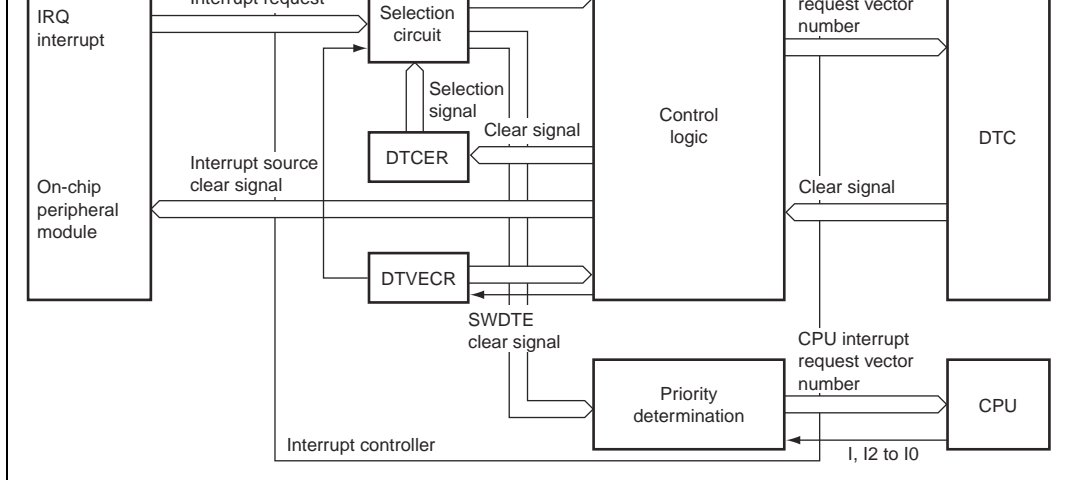 Interrupt request
IRQ
interrupt
Selection
circuit
request vector
number
Selection
signal
Clear signal
Control
logic
DTC
DTCER
Interrupt source
clear signal
On-chip
peripheral
module
Clear signal
DTVECR
SWDTE
clear signal
CPU interrupt
request vector
number
Priority
determination
CPU
Interrupt controller
I, I2 to I0